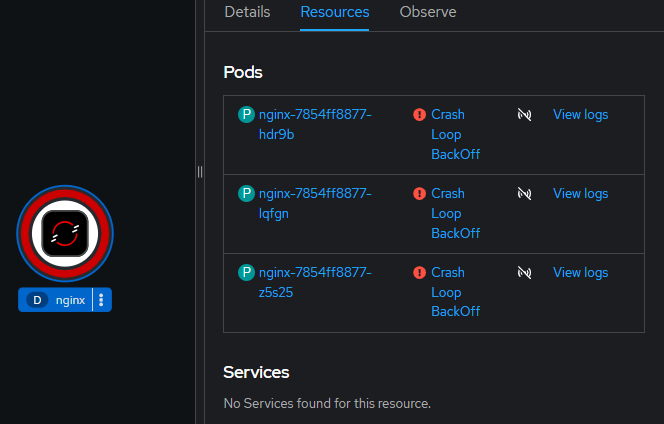 Details Resources Observe
Pods
P nginx-7854ff8877- Crash View logs
hdr9b Loop
BackOff
P nginx-7854ff8877- Crash View logs
lqfgn Loop
BackOff
P nginx-7854ff8877- Crash View logs
z5s25 Loop
BackOff
D nginx
Services
No Services found for this resource.